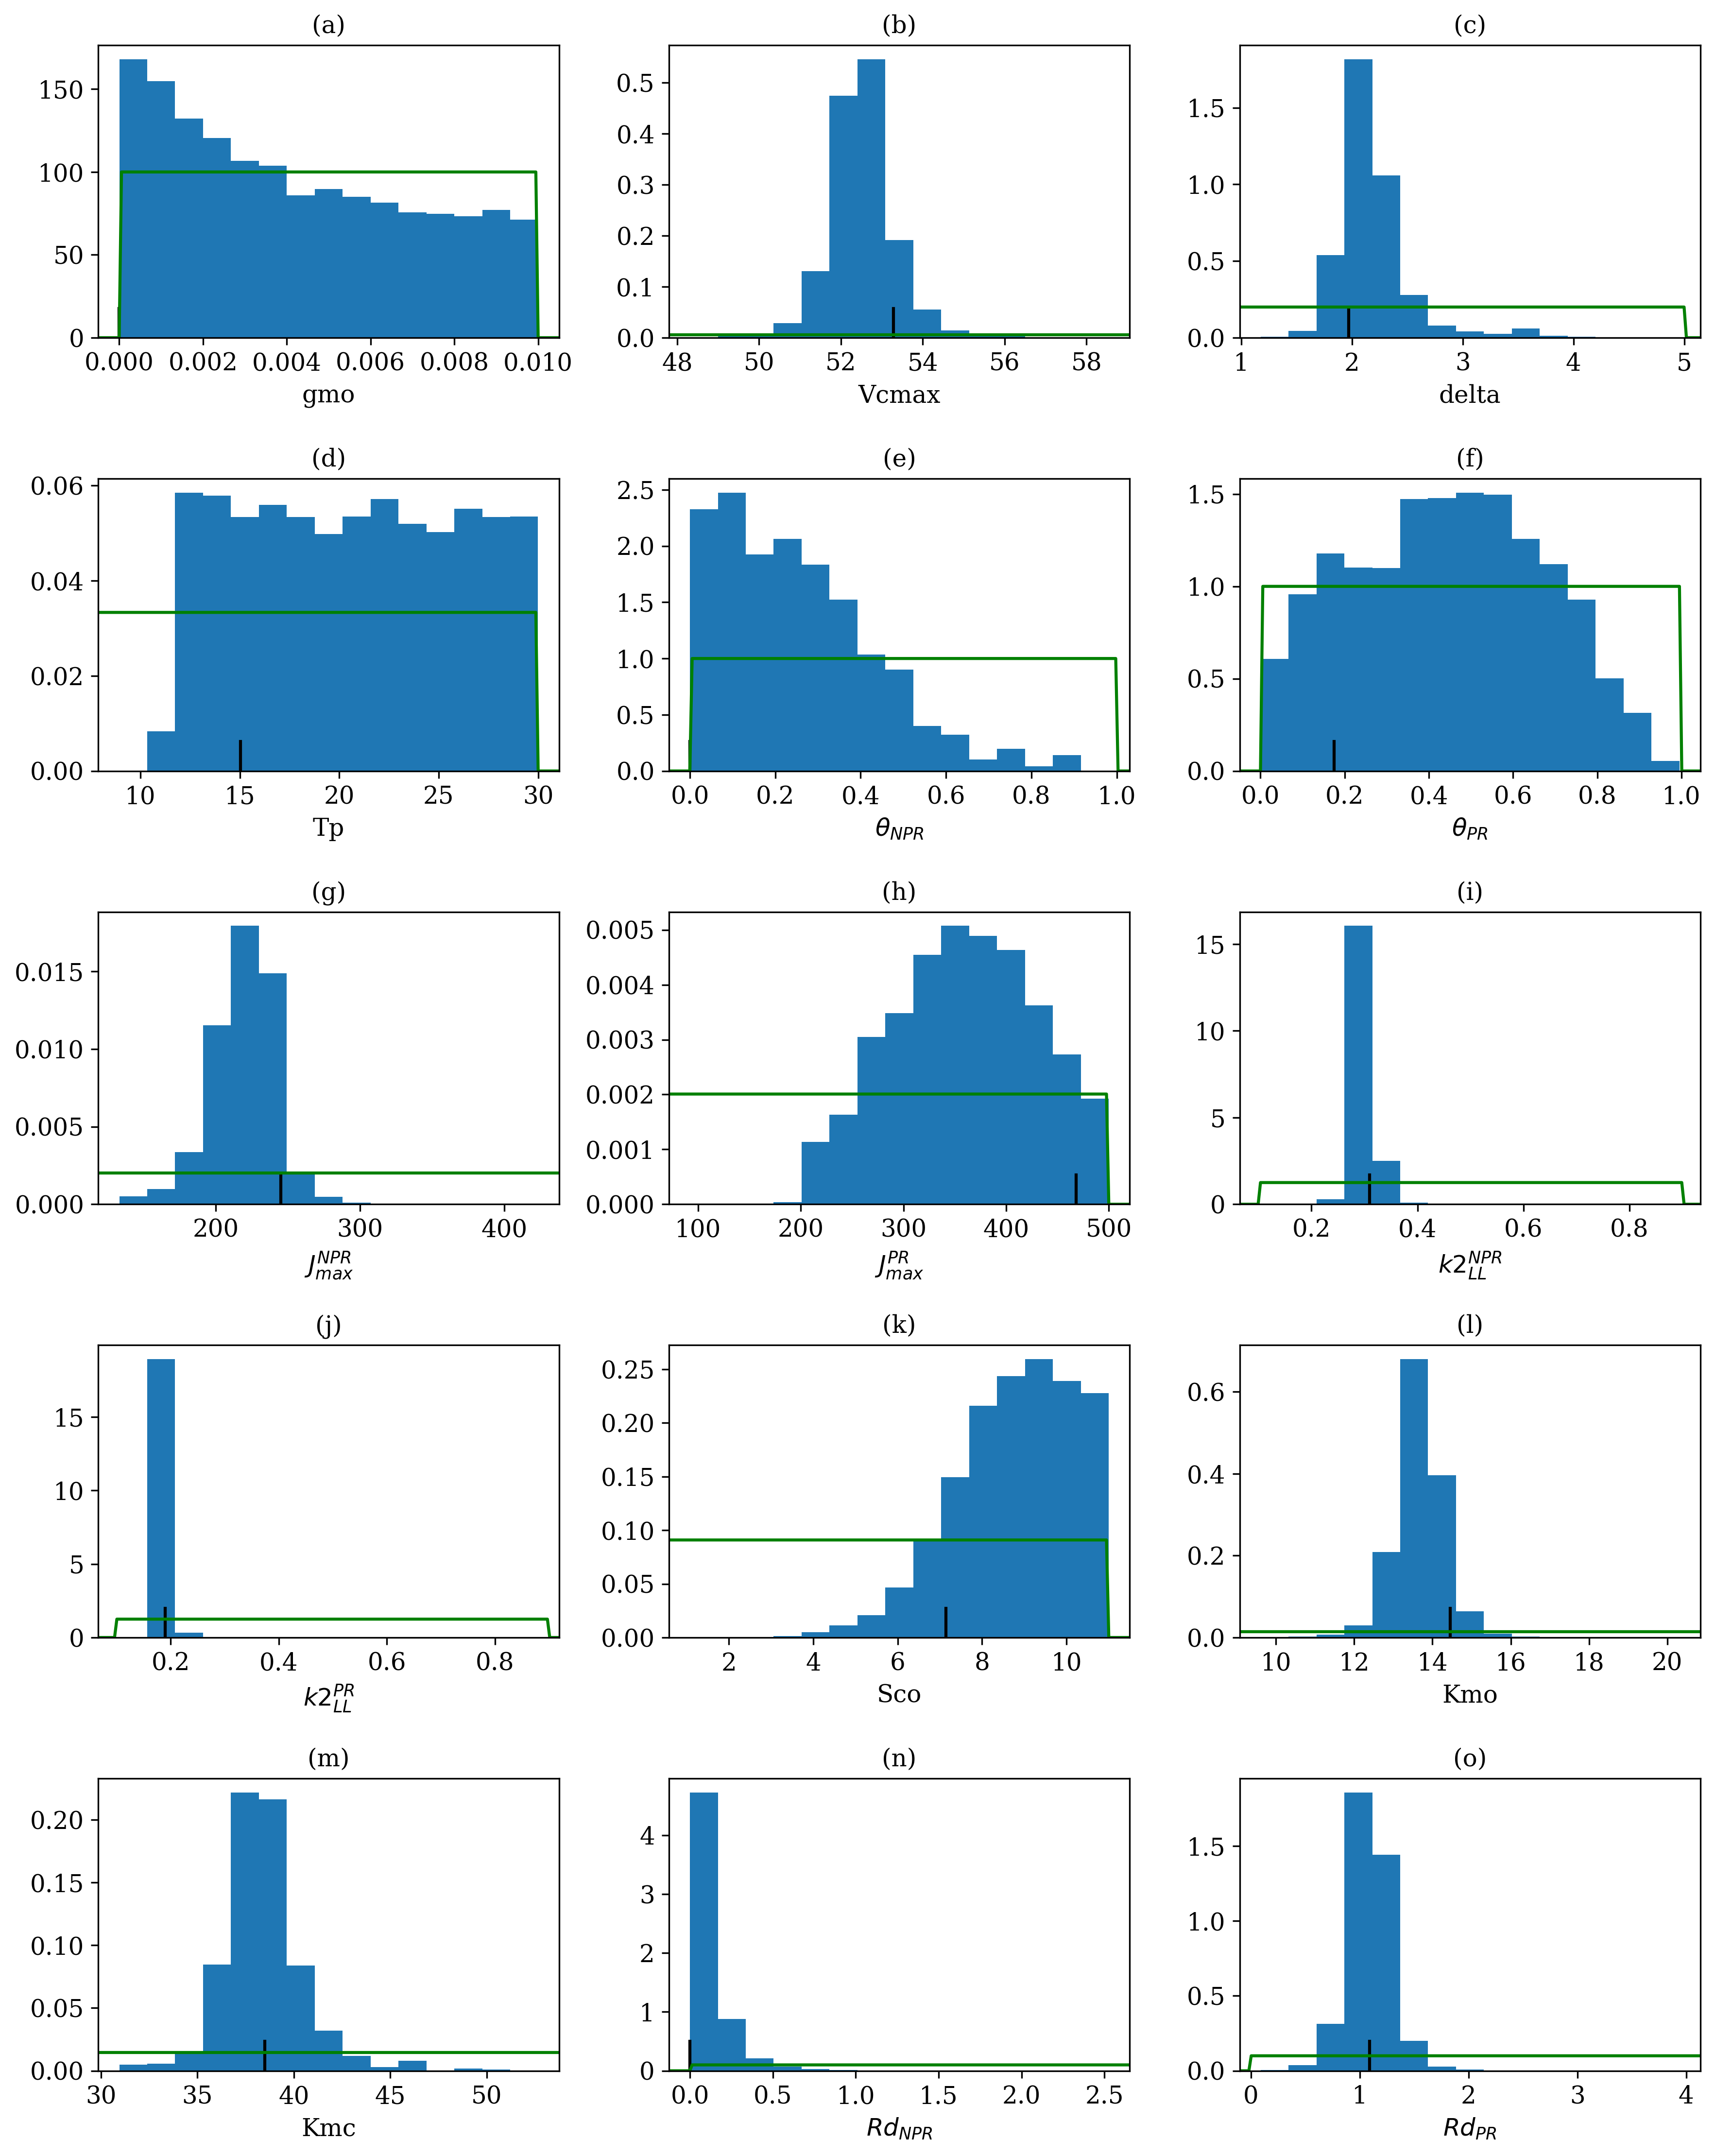 (a) (b) (c)
150 100 50 0
0.000 0.002 0.004 0.006 0.008 0.010
gmo
0.5 0.4 0.3 0.2 0.1 0.0
48 50 52 54 56 58
Vcmax
1.5 1.0 0.5 0.0
1 2 3 4 5
delta
(d) (e) (f)
0.06 0.04 0.02 0.00
10 15 20 25 30
Tp
2.5 2.0 1.5 1.0 0.5 0.0
0.0 0.2 0.4 0.6 0.8 1.0
θ_NPR
1.5 1.0 0.5 0.0
0.0 0.2 0.4 0.6 0.8 1.0
θ_PR
(g) (h) (i)
0.015 0.010 0.005 0.000
200 300 400
J_max^NPR
0.005 0.004 0.003 0.002 0.001 0.000
100 200 300 400 500
J_max^PR
15 10 5 0
0.2 0.4 0.6 0.8
k2_LL^NPR
(j) (k) (l)
15 10 5 0
0.2 0.4 0.6 0.8
k2_LL^PR
0.25 0.20 0.15 0.10 0.05 0.00
2 4 6 8 10
Sco
0.6 0.4 0.2 0.0
10 12 14 16 18 20
Kmo
(m) (n) (o)
0.20 0.15 0.10 0.05 0.00
30 35 40 45 50
Kmc
4 3 2 1 0
0.0 0.5 1.0 1.5 2.0 2.5
Rd_NPR
1.5 1.0 0.5 0.0
0 1 2 3 4
Rd_PR